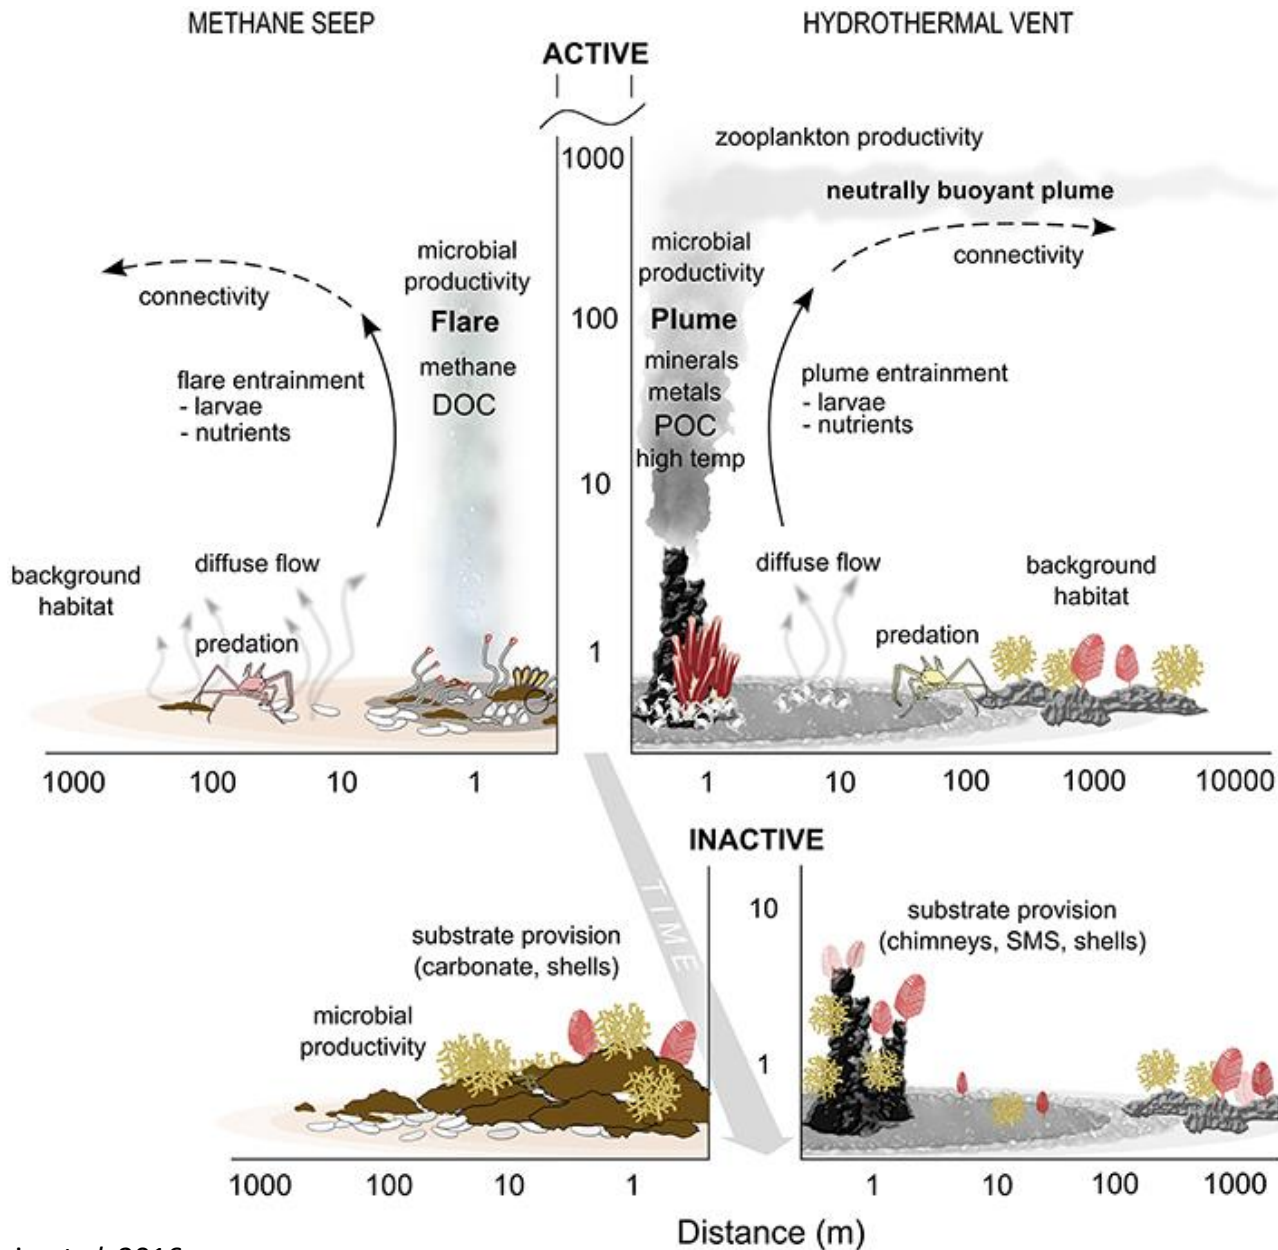 METHANE SEEP
HYDROTHERMAL VENT
ACTIVE
1000
100
10
1
microbial
productivity
Flare
methane
DOC
connectivity
flare entrainment
- larvae
- nutrients
diffuse flow
background
habitat
predation
1000 100 10 1
zooplankton productivity
neutrally buoyant plume
connectivity
microbial
productivity
Plume
minerals
metals
POC
high temp
plume entrainment
- larvae
- nutrients
diffuse flow
predation
background
habitat
1 10 100 1000 10000
TIME
INACTIVE
10
1
substrate provision
(carbonate, shells)
microbial
productivity
1000 100 10 1
substrate provision
(chimneys, SMS, shells)
1 10 100 1000
Distance (m)